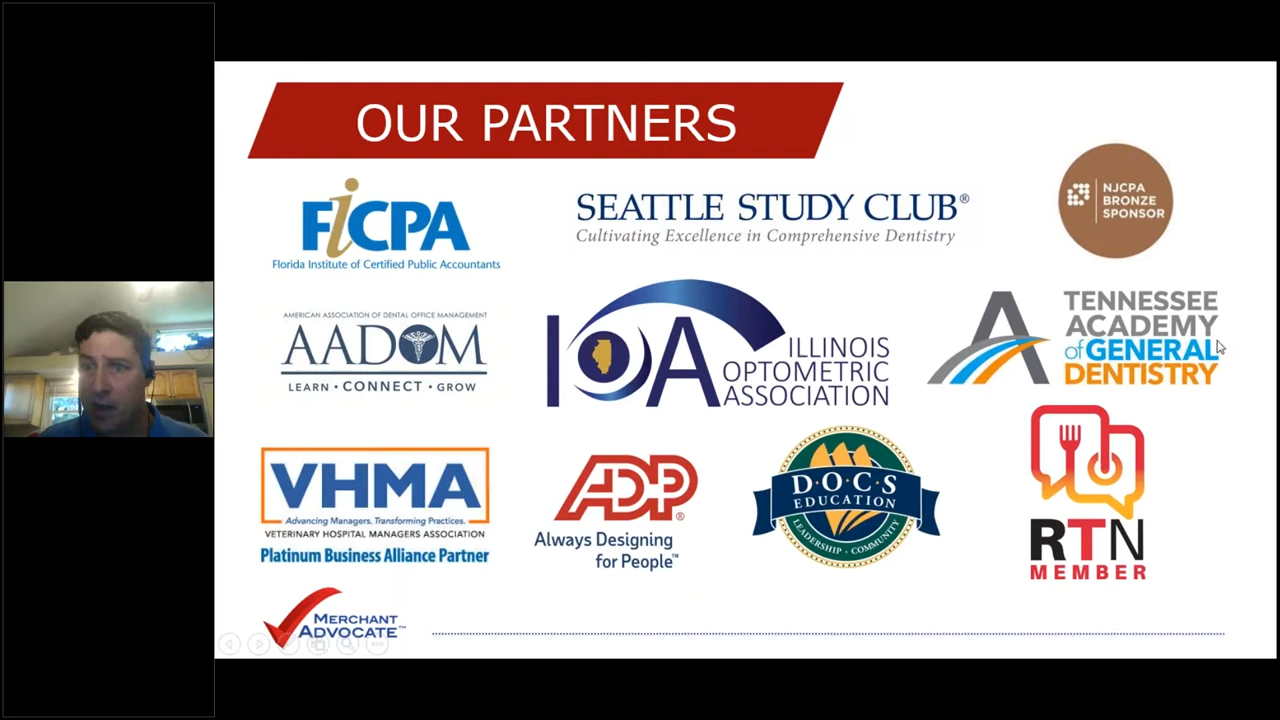 OUR PARTNERS
FiCPA
Florida Institute of Certified Public Accountants
SEATTLE STUDY CLUB®
Cultivating Excellence in Comprehensive Dentistry
NJCPA
BRONZE
SPONSOR
AMERICAN ASSOCIATION OF DENTAL OFFICE MANAGEMENT
AADOM
LEARN • CONNECT • GROW
IOA
ILLINOIS
OPTOMETRIC
ASSOCIATION
A
TENNESSEE
ACADEMY
of GENERAL
DENTISTRY
VHMA
Advancing Managers. Transforming Practices.
VETERINARY HOSPITAL MANAGERS ASSOCIATION
Platinum Business Alliance Partner
ADP®
Always Designing
for People™
D·O·C·S
EDUCATION
LEADERSHIP · COMMUNITY
RTN
MEMBER
MERCHANT
ADVOCATE™